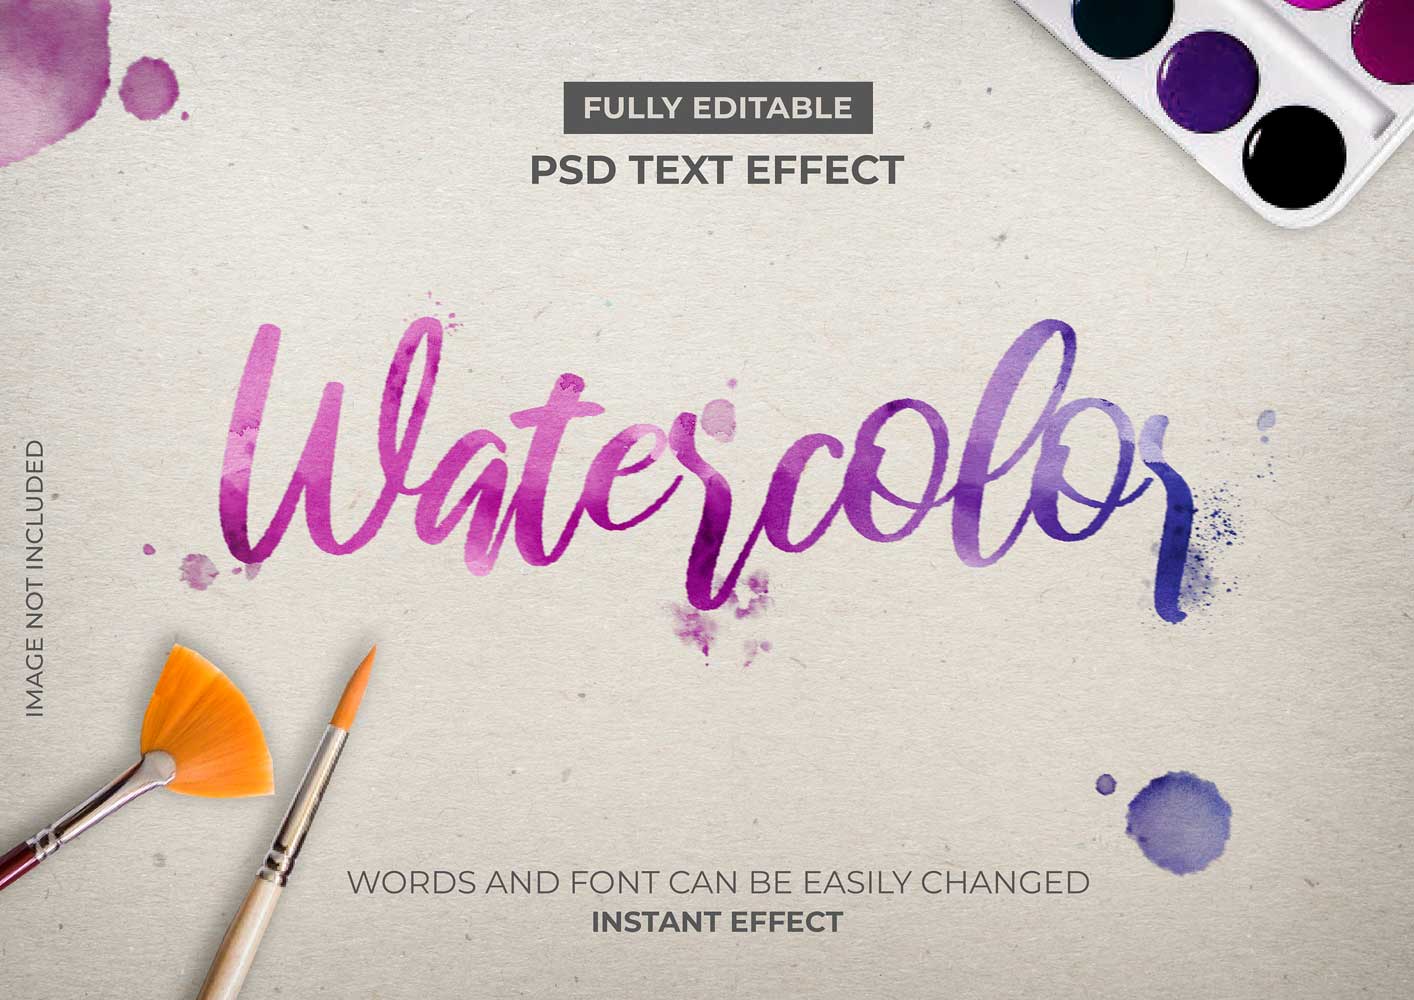 FULLY EDITABLE
PSD TEXT EFFECT
Watercolor
IMAGE NOT INCLUDED
WORDS AND FONT CAN BE EASILY CHANGED
INSTANT EFFECT